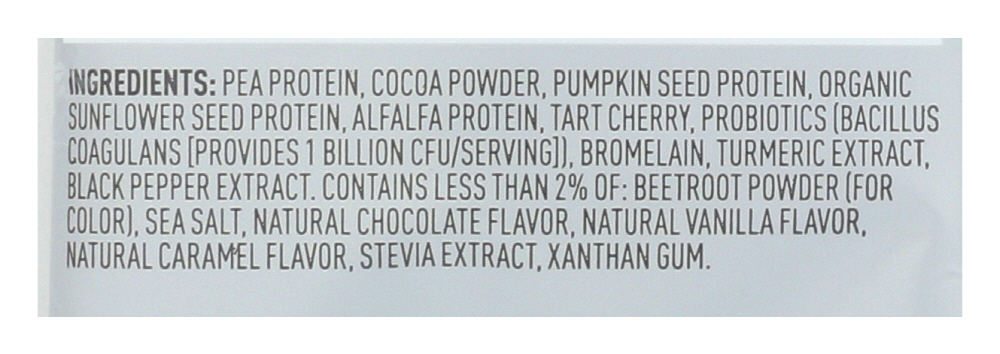 INGREDIENTS: PEA PROTEIN, COCOA POWDER, PUMPKIN SEED PROTEIN, ORGANIC
SUNFLOWER SEED PROTEIN, ALFALFA PROTEIN, TART CHERRY, PROBIOTICS (BACILLUS
COAGULANS [PROVIDES 1 BILLION CFU/SERVING]), BROMELAIN, TURMERIC EXTRACT,
BLACK PEPPER EXTRACT. CONTAINS LESS THAN 2% OF: BEETROOT POWDER (FOR
COLOR), SEA SALT, NATURAL CHOCOLATE FLAVOR, NATURAL VANILLA FLAVOR,
NATURAL CARAMEL FLAVOR, STEVIA EXTRACT, XANTHAN GUM.